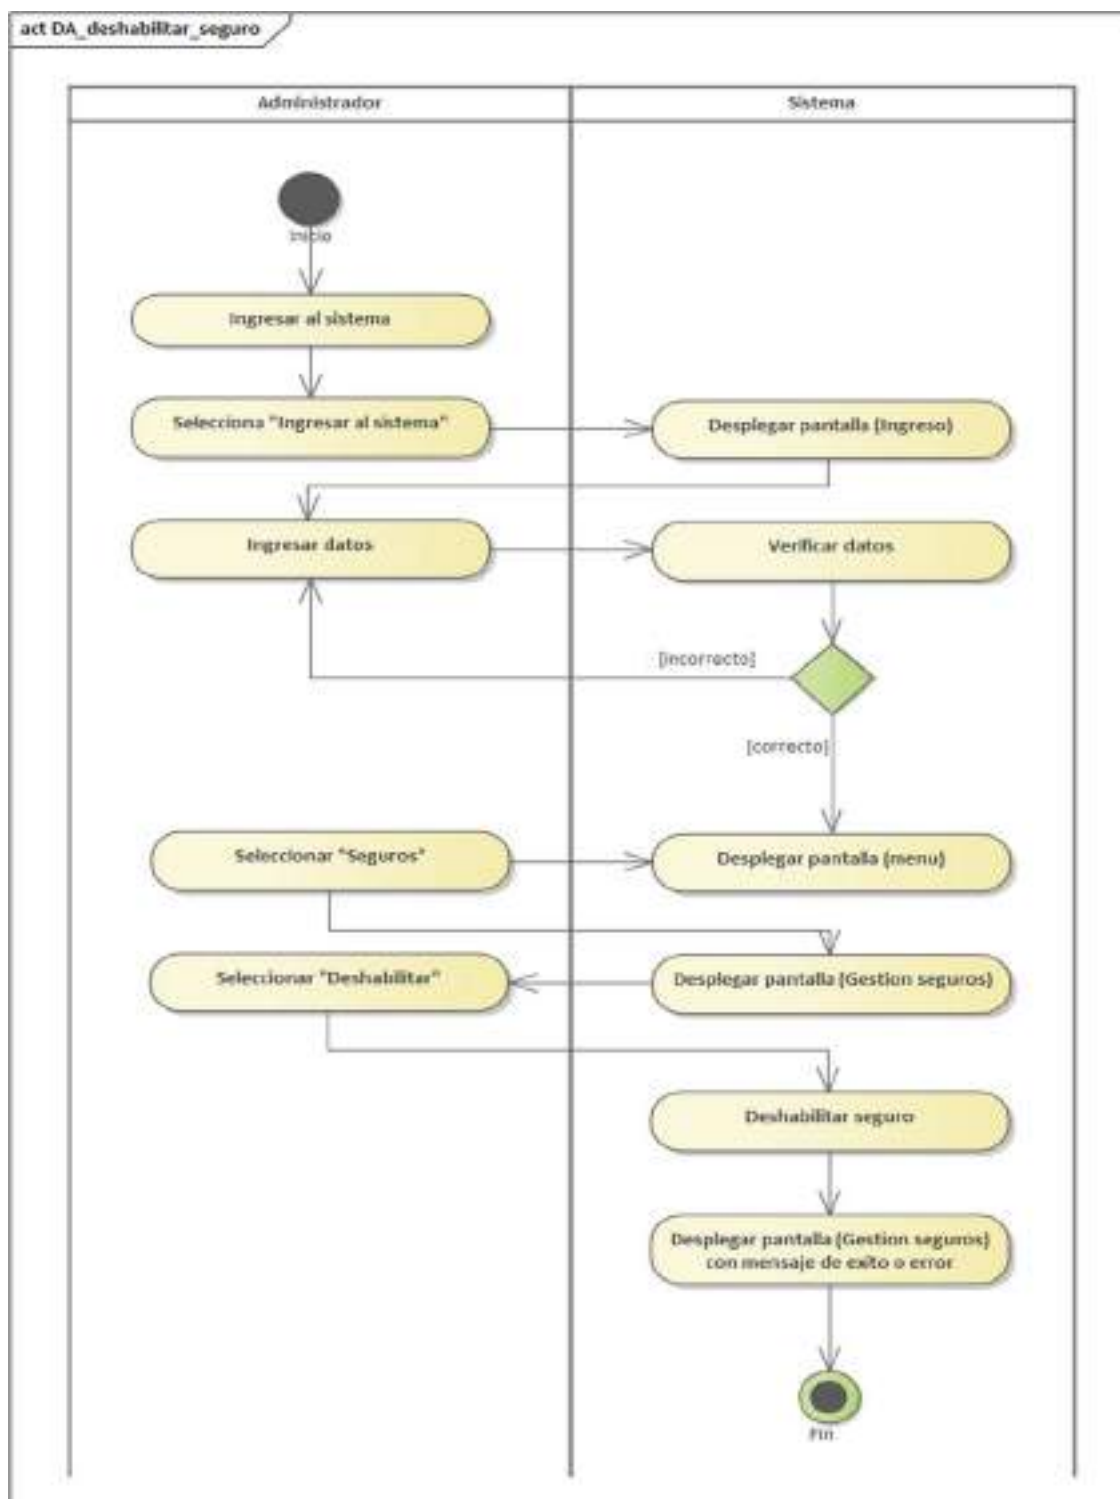 act DA_deshabilitar_seguro
Administrador
Sistema
Inicio
Ingresar al sistema
Selecciona "Ingresar al sistema"
Desplegar pantalla (Ingreso)
Ingresar datos
Verificar datos
[incorrecto]
[correcto]
Seleccionar "Seguros"
Desplegar pantalla (menu)
Seleccionar "Deshabilitar"
Desplegar pantalla (Gestion seguros)
Deshabilitar seguro
Desplegar pantalla (Gestion seguros)
con mensaje de exito o error
Fin